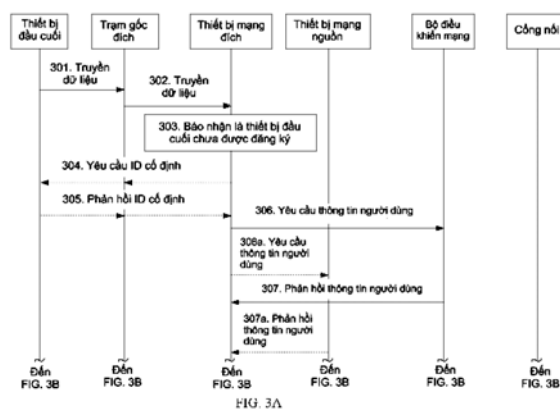 Thiết bị
đầu cuối
Trạm gốc
đích
Thiết bị mạng
đích
Thiết bị mạng
nguồn
Bộ điều
khiển mạng
Cổng nối
301. Truyền
dữ liệu
302. Truyền
dữ liệu
303. Báo nhận là thiết bị đầu
cuối chưa được đăng ký
304. Yêu cầu ID cố định
305. Phản hồi ID cố định
306. Yêu cầu thông tin người dùng
306a. Yêu cầu
thông tin người
dùng
307. Phản hồi thông tin người dùng
307a. Phản hồi
thông tin người
dùng
Đến
FIG. 3B
Đến
FIG. 3B
Đến
FIG. 3B
Đến
FIG. 3B
Đến
FIG. 3B
Đến
FIG. 3B
FIG. 3A